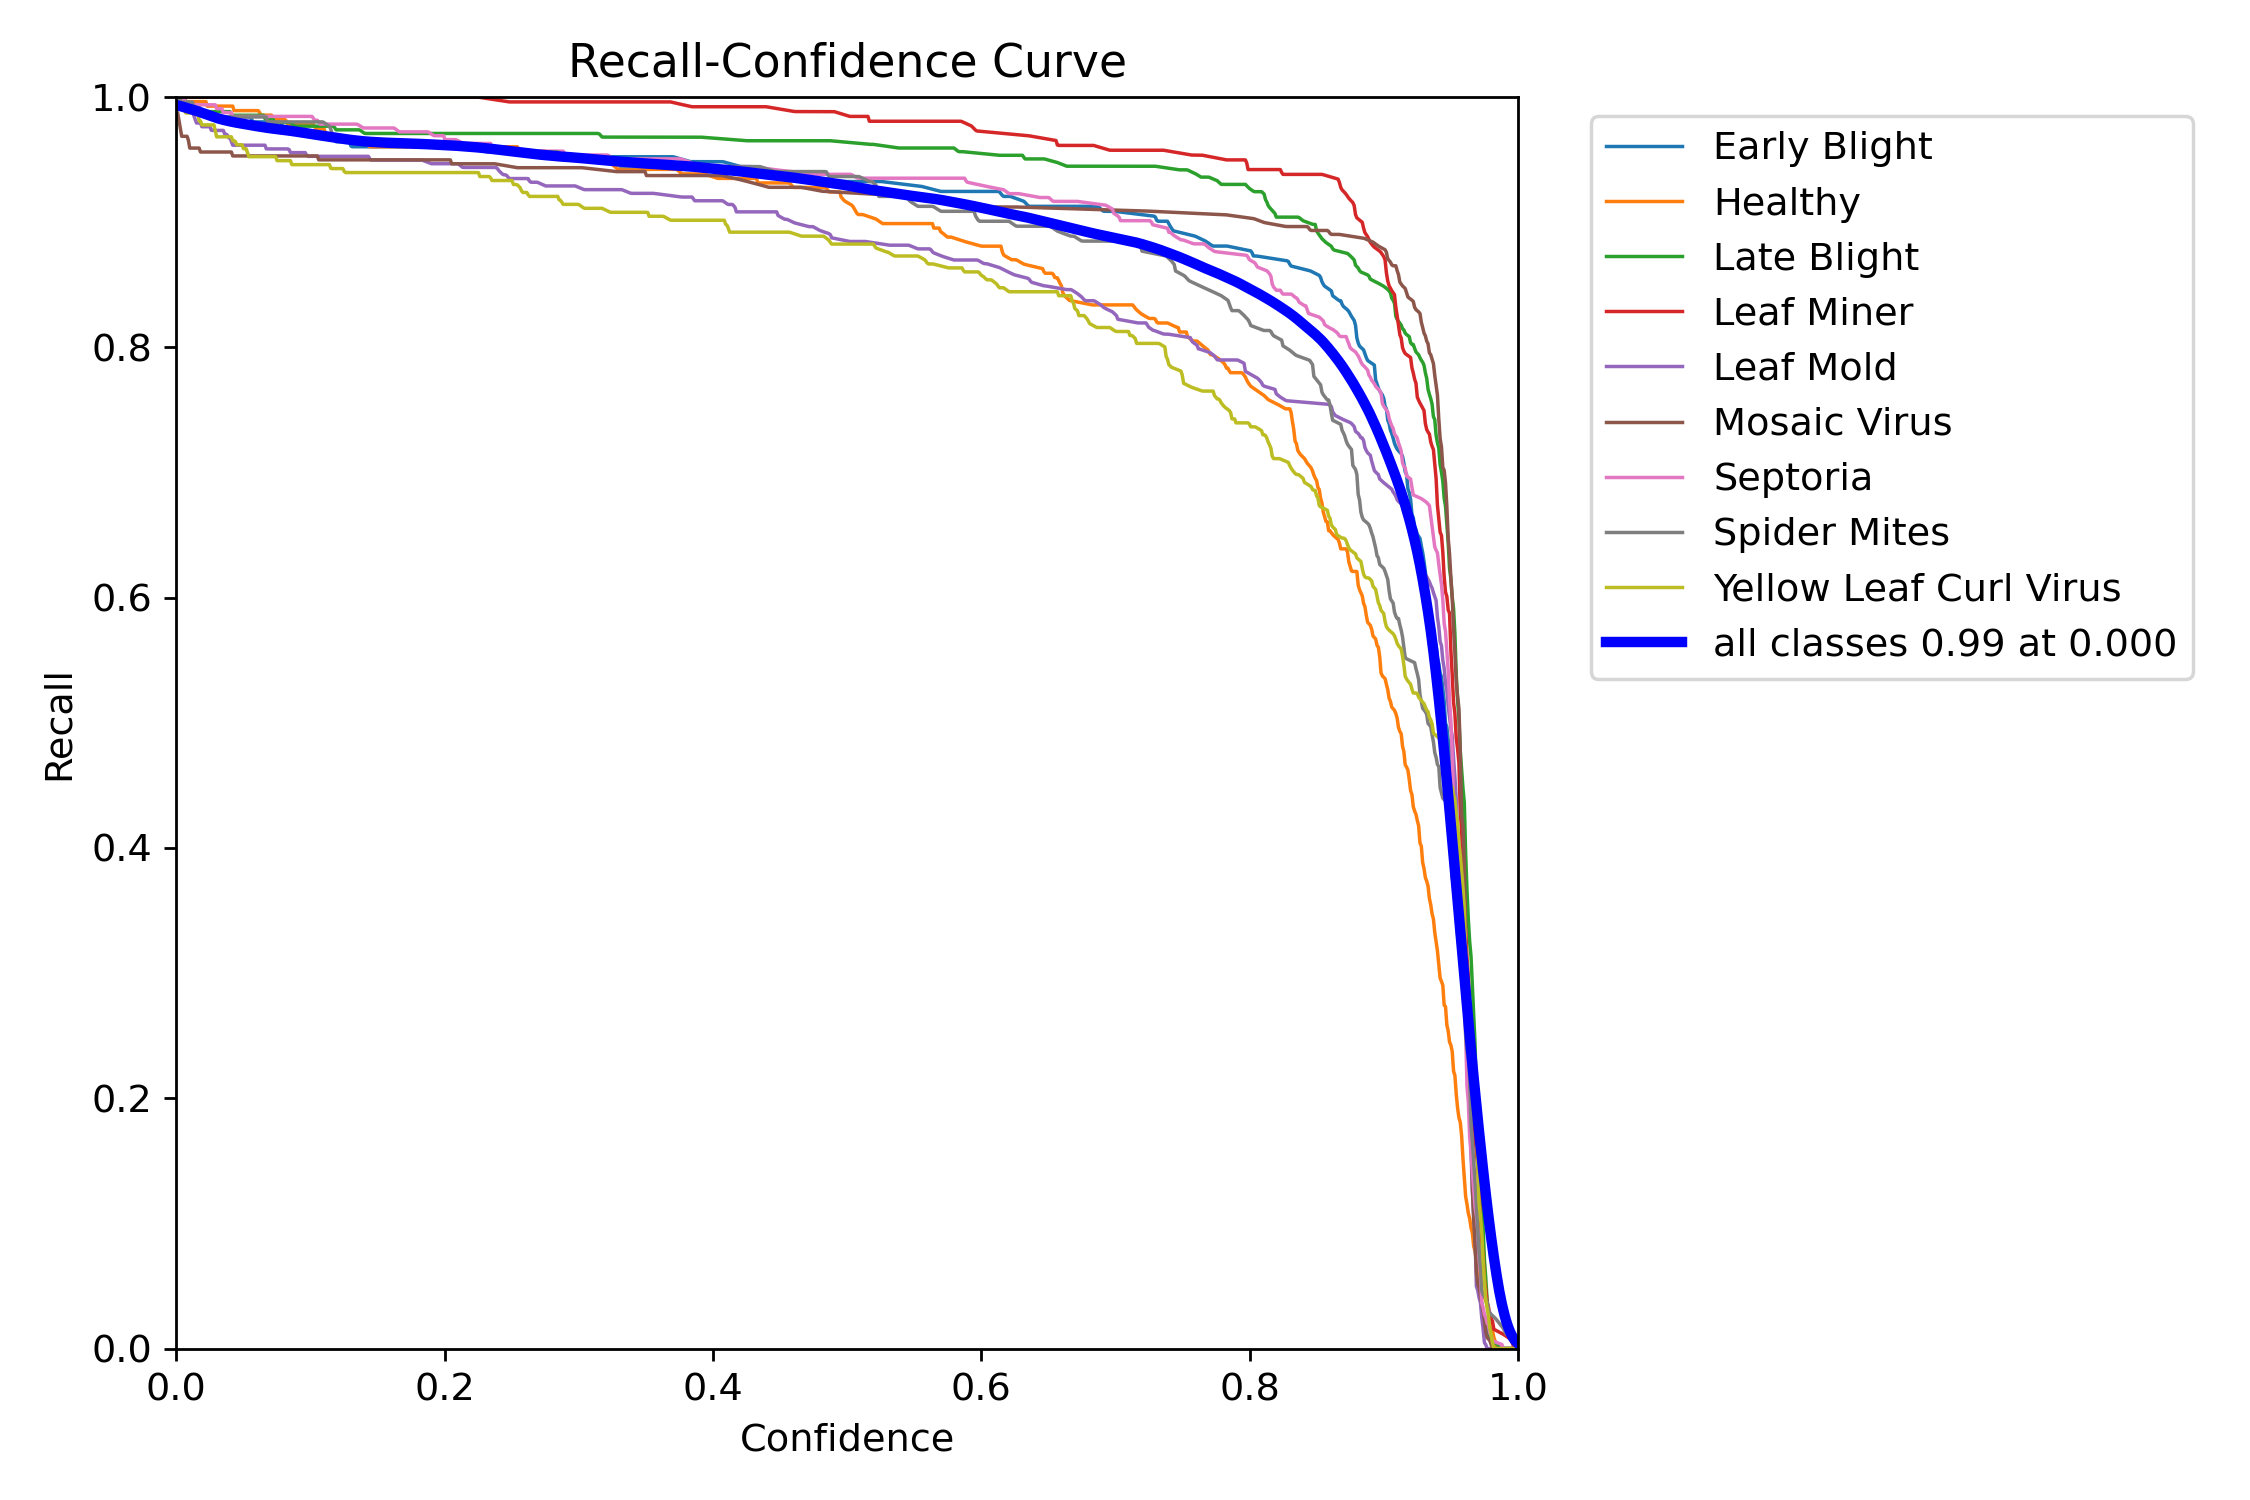 Recall-Confidence Curve
1.0
0.8
0.6
0.4
0.2
0.0
Recall
0.0 0.2 0.4 0.6 0.8 1.0
Confidence
Early Blight
Healthy
Late Blight
Leaf Miner
Leaf Mold
Mosaic Virus
Septoria
Spider Mites
Yellow Leaf Curl Virus
all classes 0.99 at 0.000